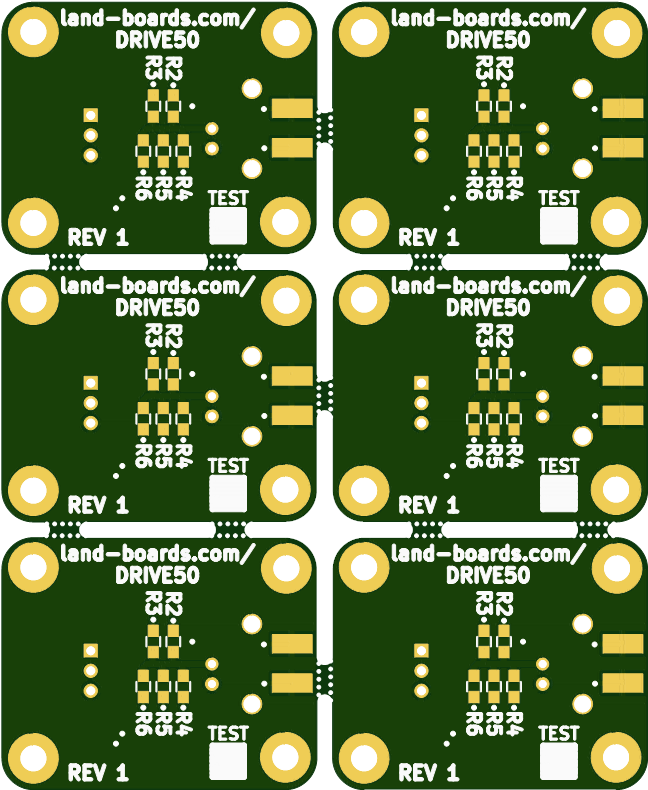 land-boards.com/
DRIVE50
R3 R2
R6 R5 R4
TEST
REV 1
land-boards.com/
DRIVE50
R3 R2
R6 R5 R4
TEST
REV 1
land-boards.com/
DRIVE50
R3 R2
R6 R5 R4
TEST
REV 1
land-boards.com/
DRIVE50
R3 R2
R6 R5 R4
TEST
REV 1
land-boards.com/
DRIVE50
R3 R2
R6 R5 R4
TEST
REV 1
land-boards.com/
DRIVE50
R3 R2
R6 R5 R4
TEST
REV 1